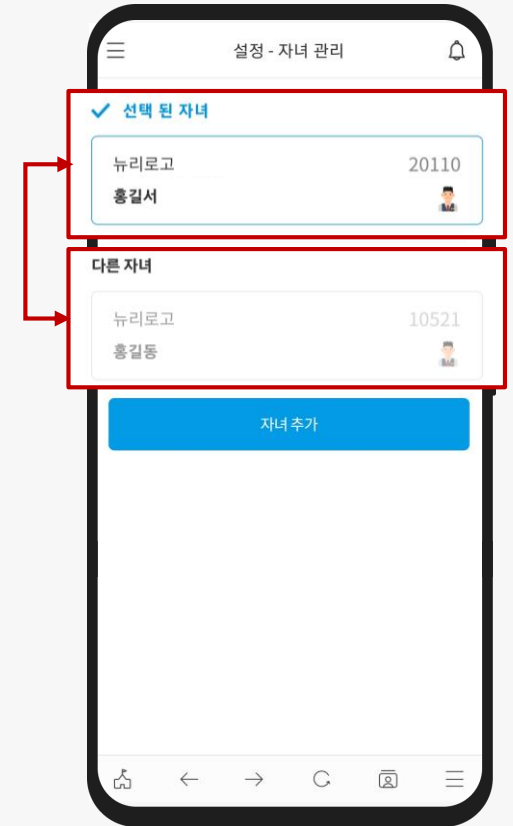 설정 - 자녀 관리
선택 된 자녀
뉴리로고 20110
홍길서
다른 자녀
뉴리로고 10521
홍길동
자녀 추가